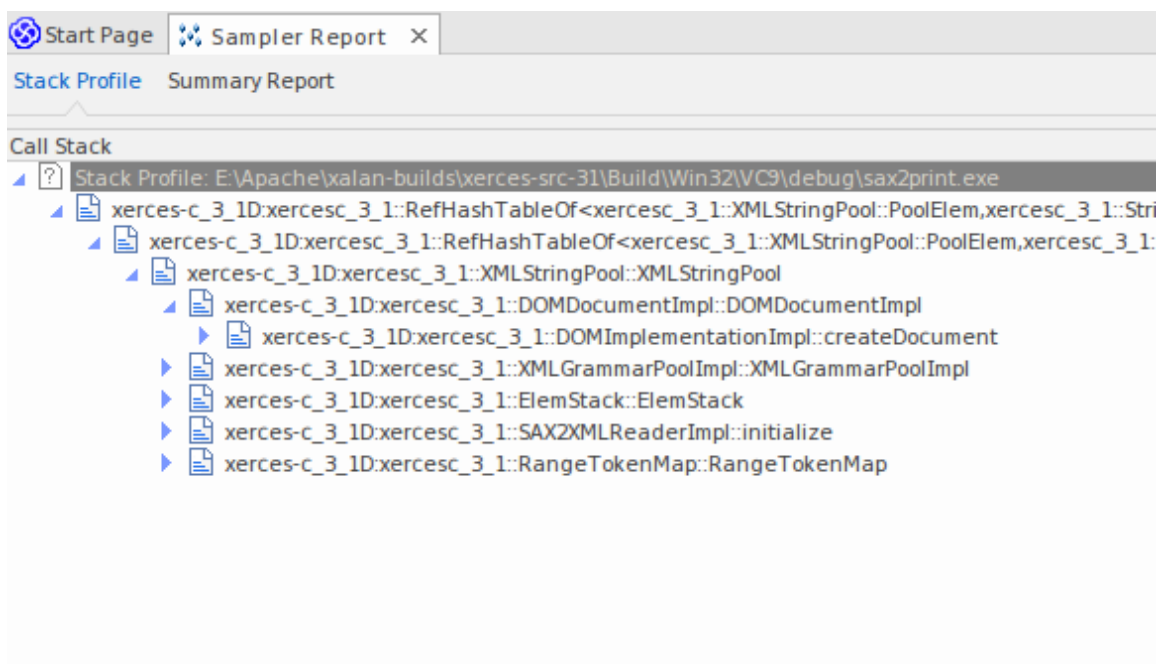 Start Page Sampler Report
Stack Profile Summary Report
Call Stack
Stack Profile: E:\Apache\xalan-builds\xerces-src-31\Build\Win32\VC9\debug\sax2print.exe
xerces-c_3_1D:xercesc_3_1::RefHashTableOf<xercesc_3_1::XMLStringPool::PoolElem,xercesc_3_1::Stri
xerces-c_3_1D:xercesc_3_1::RefHashTableOf<xercesc_3_1::XMLStringPool::PoolElem,xercesc_3_1:
xerces-c_3_1D:xercesc_3_1::XMLStringPool::XMLStringPool
xerces-c_3_1D:xercesc_3_1::DOMDocumentImpl::DOMDocumentImpl
xerces-c_3_1D:xercesc_3_1::DOMImplementationImpl::createDocument
xerces-c_3_1D:xercesc_3_1::XMLGrammarPoolImpl::XMLGrammarPoolImpl
xerces-c_3_1D:xercesc_3_1::ElemStack::ElemStack
xerces-c_3_1D:xercesc_3_1::SAX2XMLReaderImpl::initialize
xerces-c_3_1D:xercesc_3_1::RangeTokenMap::RangeTokenMap